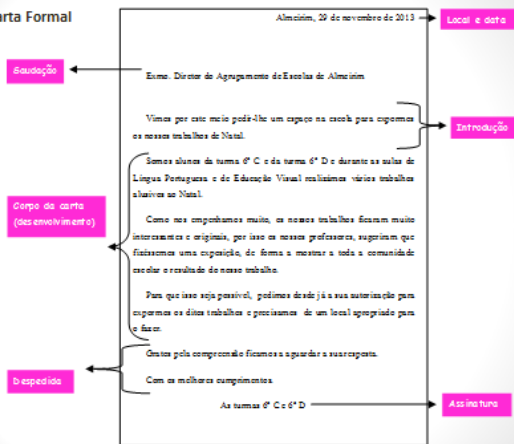 arta Formal
Almeirim, 29 de novembro de 2013
Local e data
Saudação
Exmo. Diretor do Agrupamento de Escolas de Almeirim
Vimos por este meio pedir-lhe um espaço na escola para expormos
os nossos trabalhos de Natal.
Introdução
Somos alunos da turma 6º C e da turma 6º D e durante as aulas de
Língua Portuguesa e de Educação Visual realizámos vários trabalhos
alusivos ao Natal.
Corpo da carta
(desenvolvimento)
Como nos empenhamos muito, os nossos trabalhos ficaram muito
interessantes e originais, por isso os nossos professores, sugeriram que
fizéssemos uma exposição, de forma a mostrar a toda a comunidade
escolar o resultado do nosso trabalho.
Para que isso seja possível, pedimos desde já a sua autorização para
expormos os ditos trabalhos e precisamos de um local apropriado para
o fazer.
Gratos pela compreensão ficamos a aguardar a sua resposta.
Despedida
Com os melhores cumprimentos.
As turmas 6º C e 6º D
Assinatura